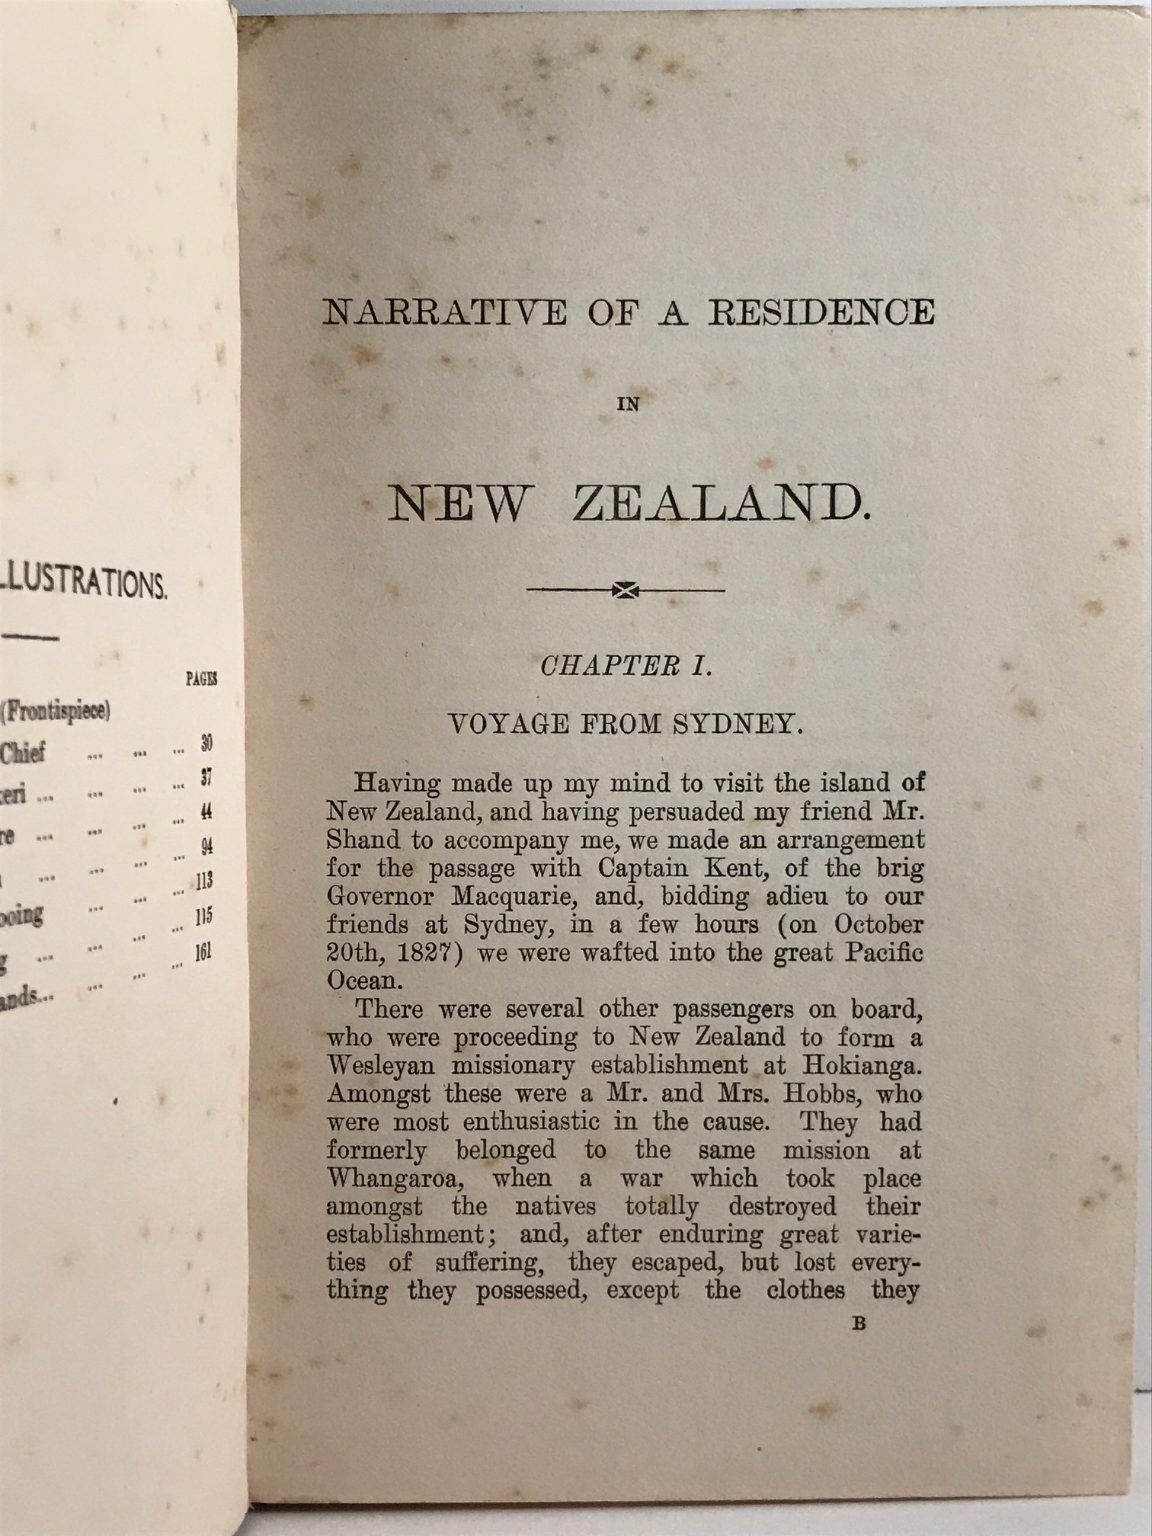 ILLUSTRATIONS.
PAGES
(Frontispiece)
Chief ... ... ... 30
... ... ... ... 37
... ... ... ... 44
... ... ... 94
... ... ... 113
... ... ... 115
... ... ... 161
NARRATIVE OF A RESIDENCE
IN
NEW ZEALAND.
CHAPTER I.
VOYAGE FROM SYDNEY.
Having made up my mind to visit the island of
New Zealand, and having persuaded my friend Mr.
Shand to accompany me, we made an arrangement
for the passage with Captain Kent, of the brig
Governor Macquarie, and, bidding adieu to our
friends at Sydney, in a few hours (on October
20th, 1827) we were wafted into the great Pacific
Ocean.
There were several other passengers on board,
who were proceeding to New Zealand to form a
Wesleyan missionary establishment at Hokianga.
Amongst these were a Mr. and Mrs. Hobbs, who
were most enthusiastic in the cause. They had
formerly belonged to the same mission at
Whangaroa, when a war which took place
amongst the natives totally destroyed their
establishment; and, after enduring great varie-
ties of suffering, they escaped, but lost every-
thing they possessed, except the clothes they
B